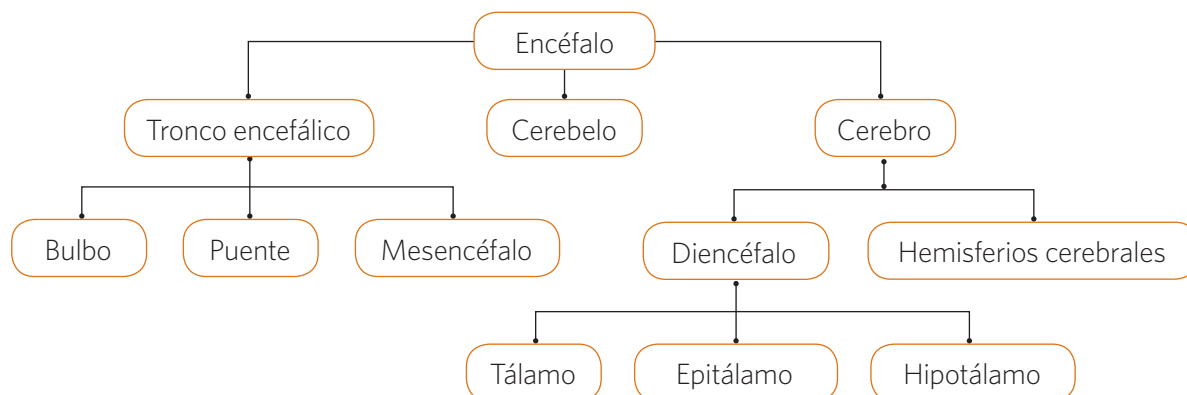 Encéfalo
Tronco encefálico
Cerebelo
Cerebro
Bulbo
Puente
Mesencéfalo
Diencéfalo
Hemisferios cerebrales
Tálamo
Epitálamo
Hipotálamo